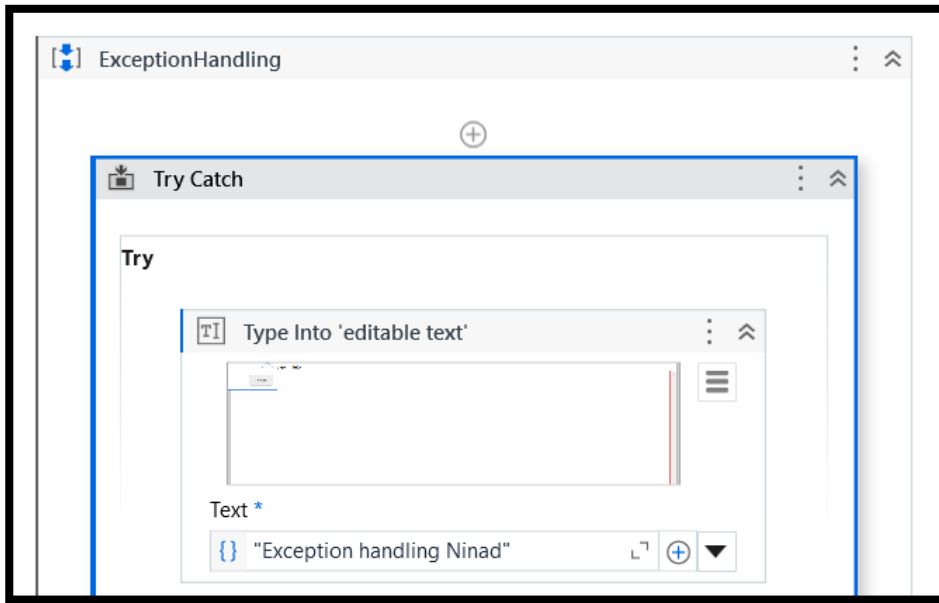 ExceptionHandling
Try Catch
Try
Type Into 'editable text'
Text *
{} "Exception handling Ninad"